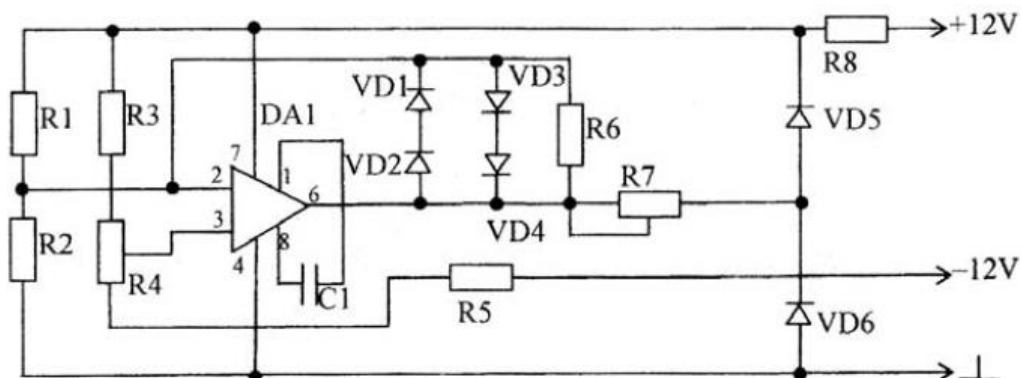 +12V
R8
VD1
VD3
R1
R3
DA1
R6
VD5
VD2
7
1
2
6
R7
3
R2
8
VD4
4
R4
C1
–12V
R5
VD6